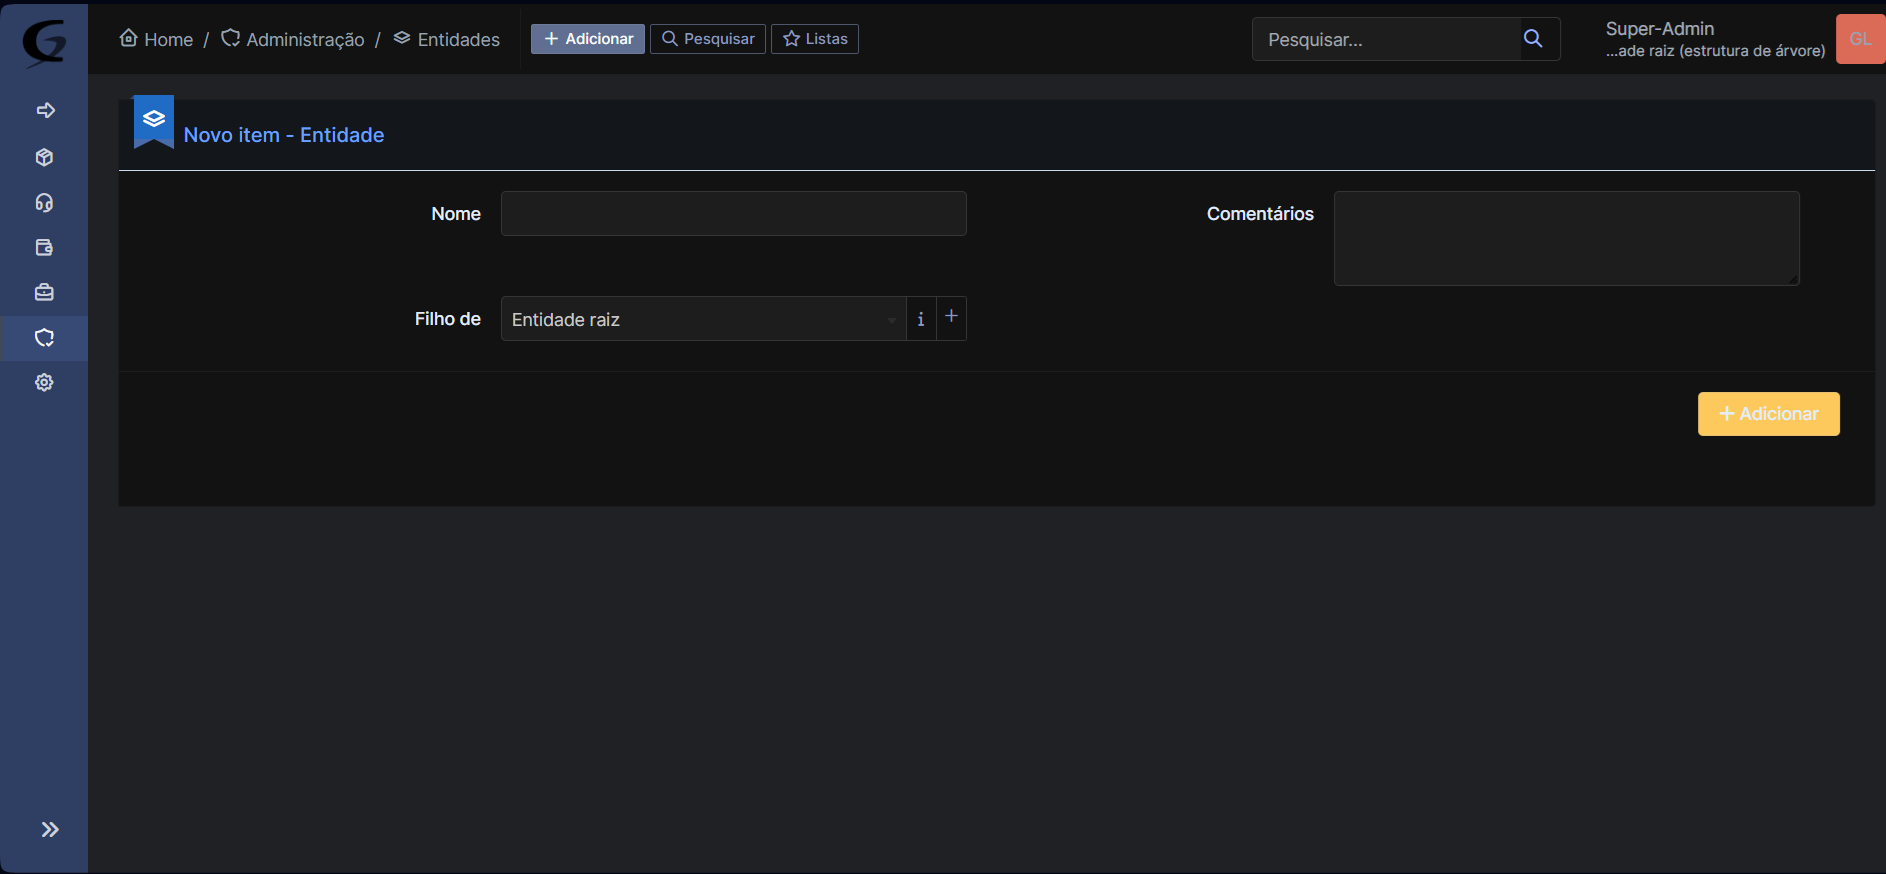 Home / Administração / Entidades
Adicionar
Pesquisar
Listas
Pesquisar...
Super-Admin
...ade raiz (estrutura de árvore)
GL
Novo item - Entidade
Nome
Comentários
Filho de
Entidade raiz
Adicionar